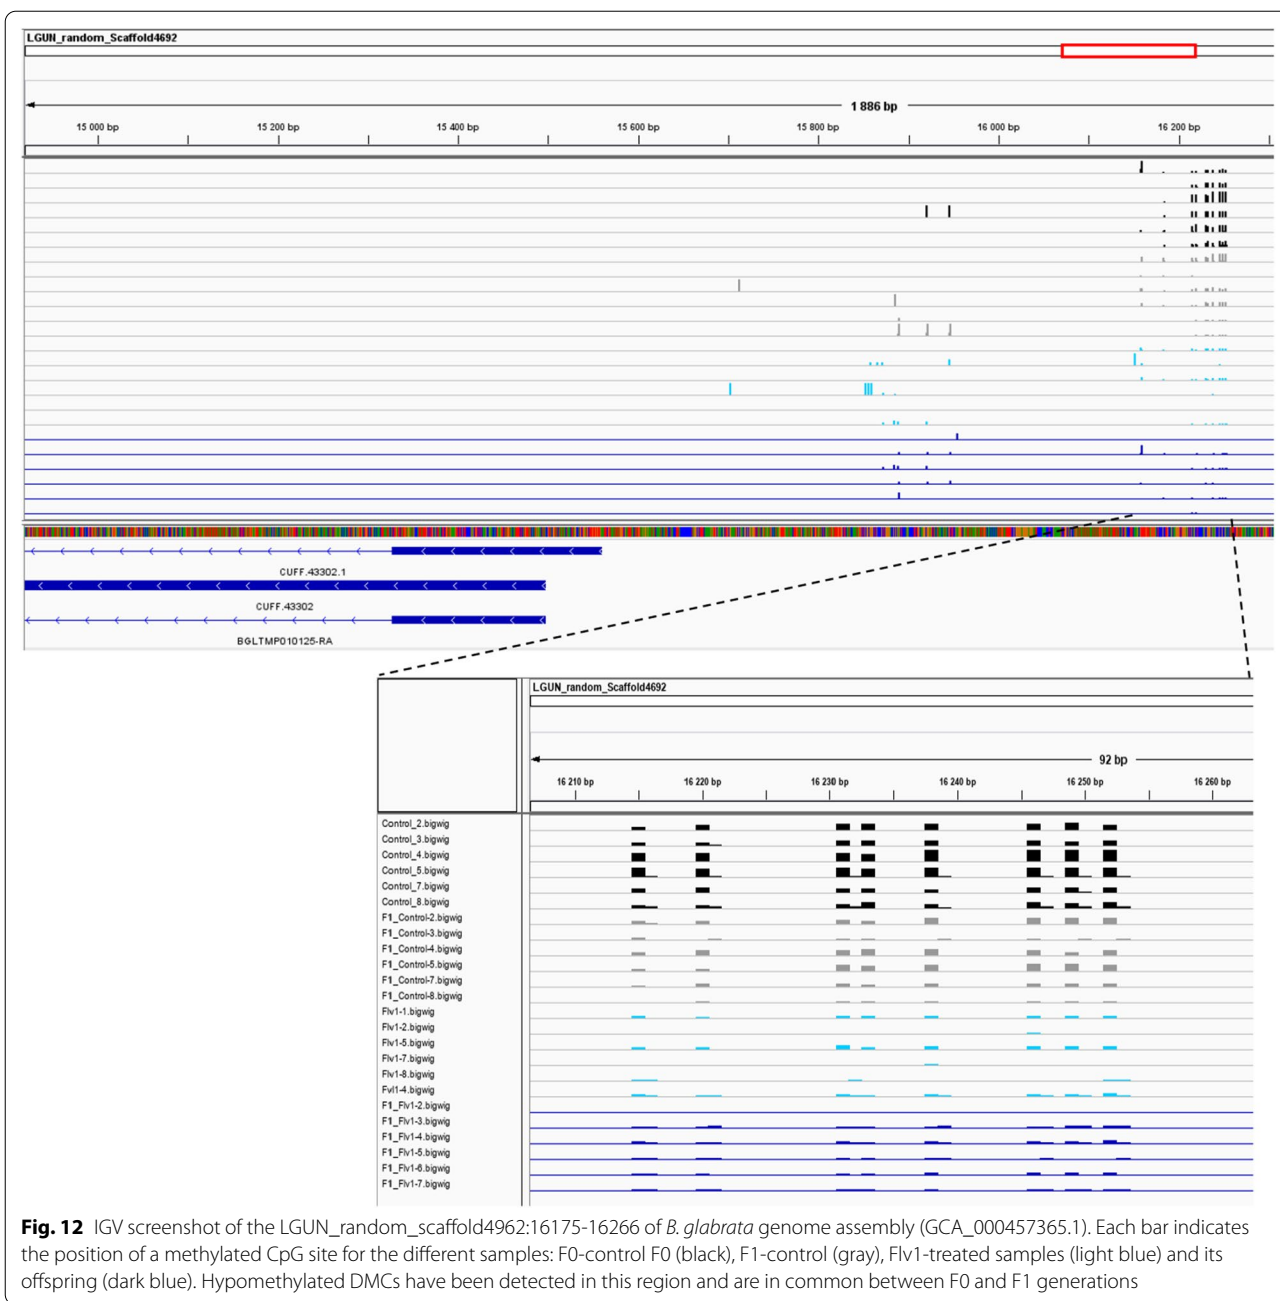 LGUN_random_Scaffold4692
1 886 bp
15 000 bp 15 200 bp 15 400 bp 15 600 bp 15 800 bp 16 000 bp 16 200 bp
CUFF.43302.1
CUFF.43302
BGLTMP010125-RA
LGUN_random_Scaffold4692
92 bp
16 210 bp 16 220 bp 16 230 bp 16 240 bp 16 250 bp 16 260 bp
Control_2.bigwig
Control_3.bigwig
Control_4.bigwig
Control_5.bigwig
Control_7.bigwig
Control_8.bigwig
F1_Control-2.bigwig
F1_Control-3.bigwig
F1_Control-4.bigwig
F1_Control-5.bigwig
F1_Control-7.bigwig
F1_Control-8.bigwig
Flv1-1.bigwig
Flv1-2.bigwig
Flv1-5.bigwig
Flv1-7.bigwig
Flv1-8.bigwig
Fvl1-4.bigwig
F1_Flv1-2.bigwig
F1_Flv1-3.bigwig
F1_Flv1-4.bigwig
F1_Flv1-5.bigwig
F1_Flv1-6.bigwig
F1_Flv1-7.bigwig
Fig. 12 IGV screenshot of the LGUN_random_scaffold4962:16175-16266 of B. glabrata genome assembly (GCA_000457365.1). Each bar indicates
the position of a methylated CpG site for the different samples: F0-control F0 (black), F1-control (gray), Flv1-treated samples (light blue) and its
offspring (dark blue). Hypomethylated DMCs have been detected in this region and are in common between F0 and F1 generations